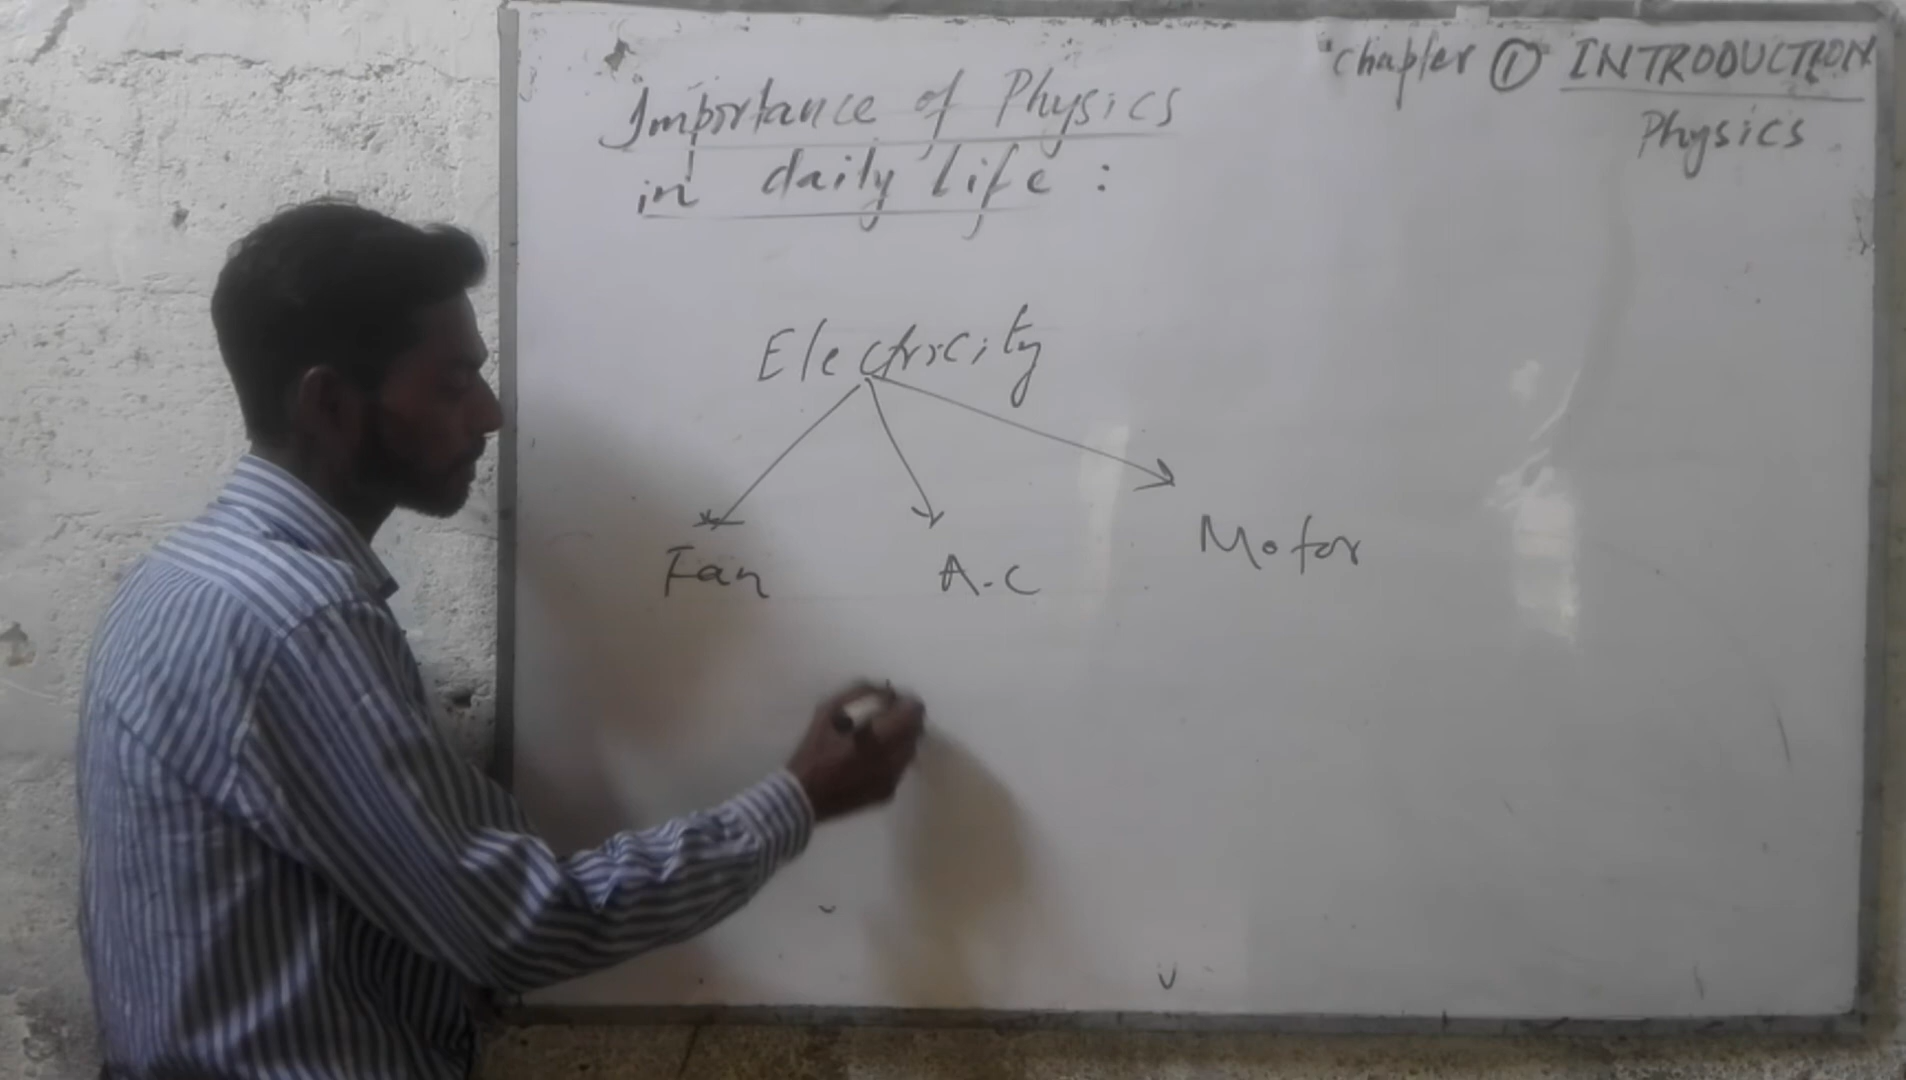 "chapter ① INTRODUCTION
Physics
Importance of Physics
in daily life :
Electricity
Fan A.C Motor